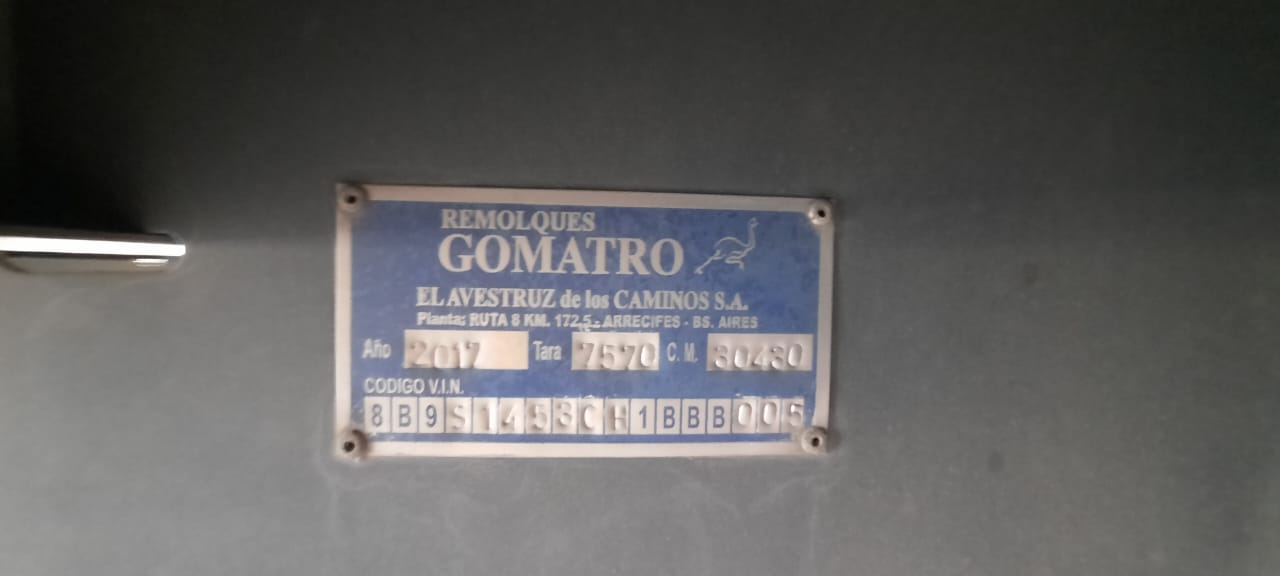 REMOLQUES
GOMATRO
EL AVESTRUZ de los CAMINOS S.A.
Planta: RUTA 8 KM. 172,5 - ARRECIFES - BS. AIRES
Año 2017 Tara 7570 C. M. 30430
CODIGO V.I.N.
8B9S1453CH1BBB005